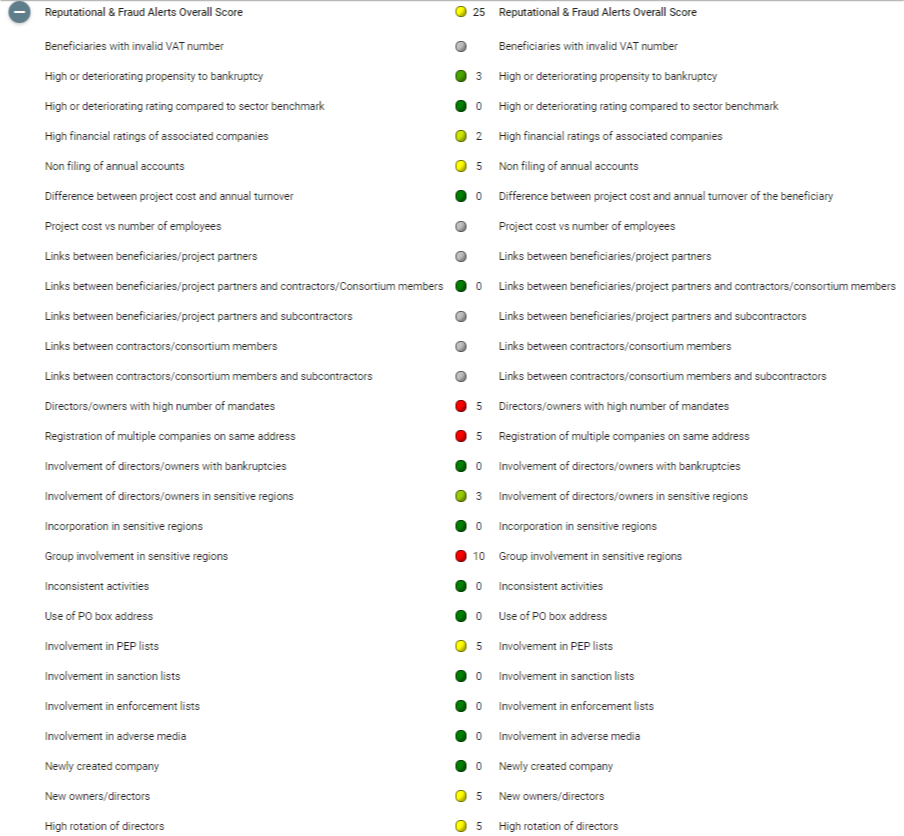 Reputational & Fraud Alerts Overall Score 25 Reputational & Fraud Alerts Overall Score
Beneficiaries with invalid VAT number Beneficiaries with invalid VAT number
High or deteriorating propensity to bankruptcy 3 High or deteriorating propensity to bankruptcy
High or deteriorating rating compared to sector benchmark 0 High or deteriorating rating compared to sector benchmark
High financial ratings of associated companies 2 High financial ratings of associated companies
Non filing of annual accounts 5 Non filing of annual accounts
Difference between project cost and annual turnover 0 Difference between project cost and annual turnover of the beneficiary
Project cost vs number of employees Project cost vs number of employees
Links between beneficiaries/project partners Links between beneficiaries/project partners
Links between beneficiaries/project partners and contractors/Consortium members 0 Links between beneficiaries/project partners and contractors/consortium members
Links between beneficiaries/project partners and subcontractors Links between beneficiaries/project partners and subcontractors
Links between contractors/consortium members Links between contractors/consortium members
Links between contractors/consortium members and subcontractors Links between contractors/consortium members and subcontractors
Directors/owners with high number of mandates 5 Directors/owners with high number of mandates
Registration of multiple companies on same address 5 Registration of multiple companies on same address
Involvement of directors/owners with bankruptcies 0 Involvement of directors/owners with bankruptcies
Involvement of directors/owners in sensitive regions 3 Involvement of directors/owners in sensitive regions
Incorporation in sensitive regions 0 Incorporation in sensitive regions
Group involvement in sensitive regions 10 Group involvement in sensitive regions
Inconsistent activities 0 Inconsistent activities
Use of PO box address 0 Use of PO box address
Involvement in PEP lists 5 Involvement in PEP lists
Involvement in sanction lists 0 Involvement in sanction lists
Involvement in enforcement lists 0 Involvement in enforcement lists
Involvement in adverse media 0 Involvement in adverse media
Newly created company 0 Newly created company
New owners/directors 5 New owners/directors
High rotation of directors 5 High rotation of directors